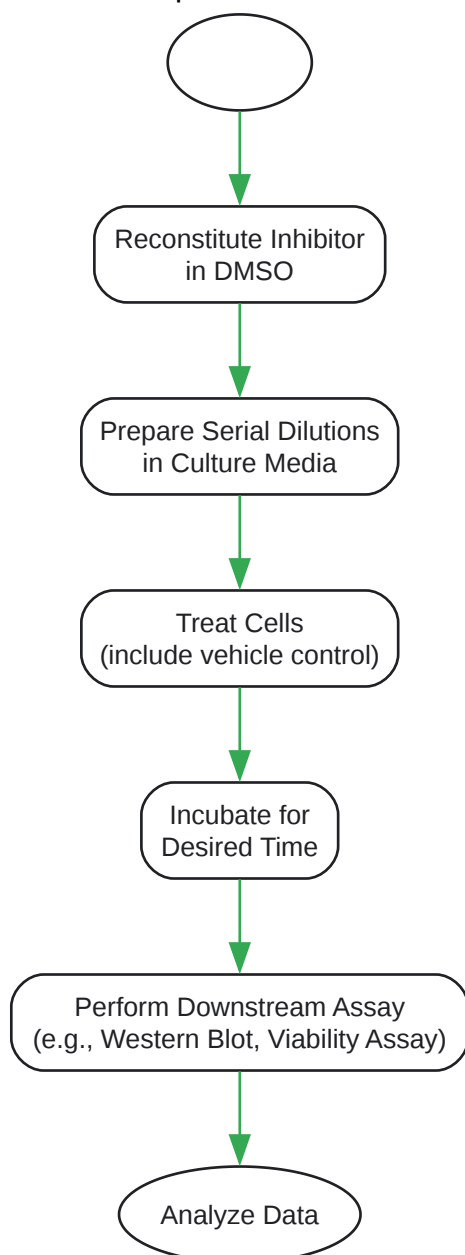 Reconstitute Inhibitor
in DMSO
Prepare Serial Dilutions
in Culture Media
Treat Cells
(include vehicle control)
Incubate for
Desired Time
Perform Downstream Assay
(e.g., Western Blot, Viability Assay)
Analyze Data